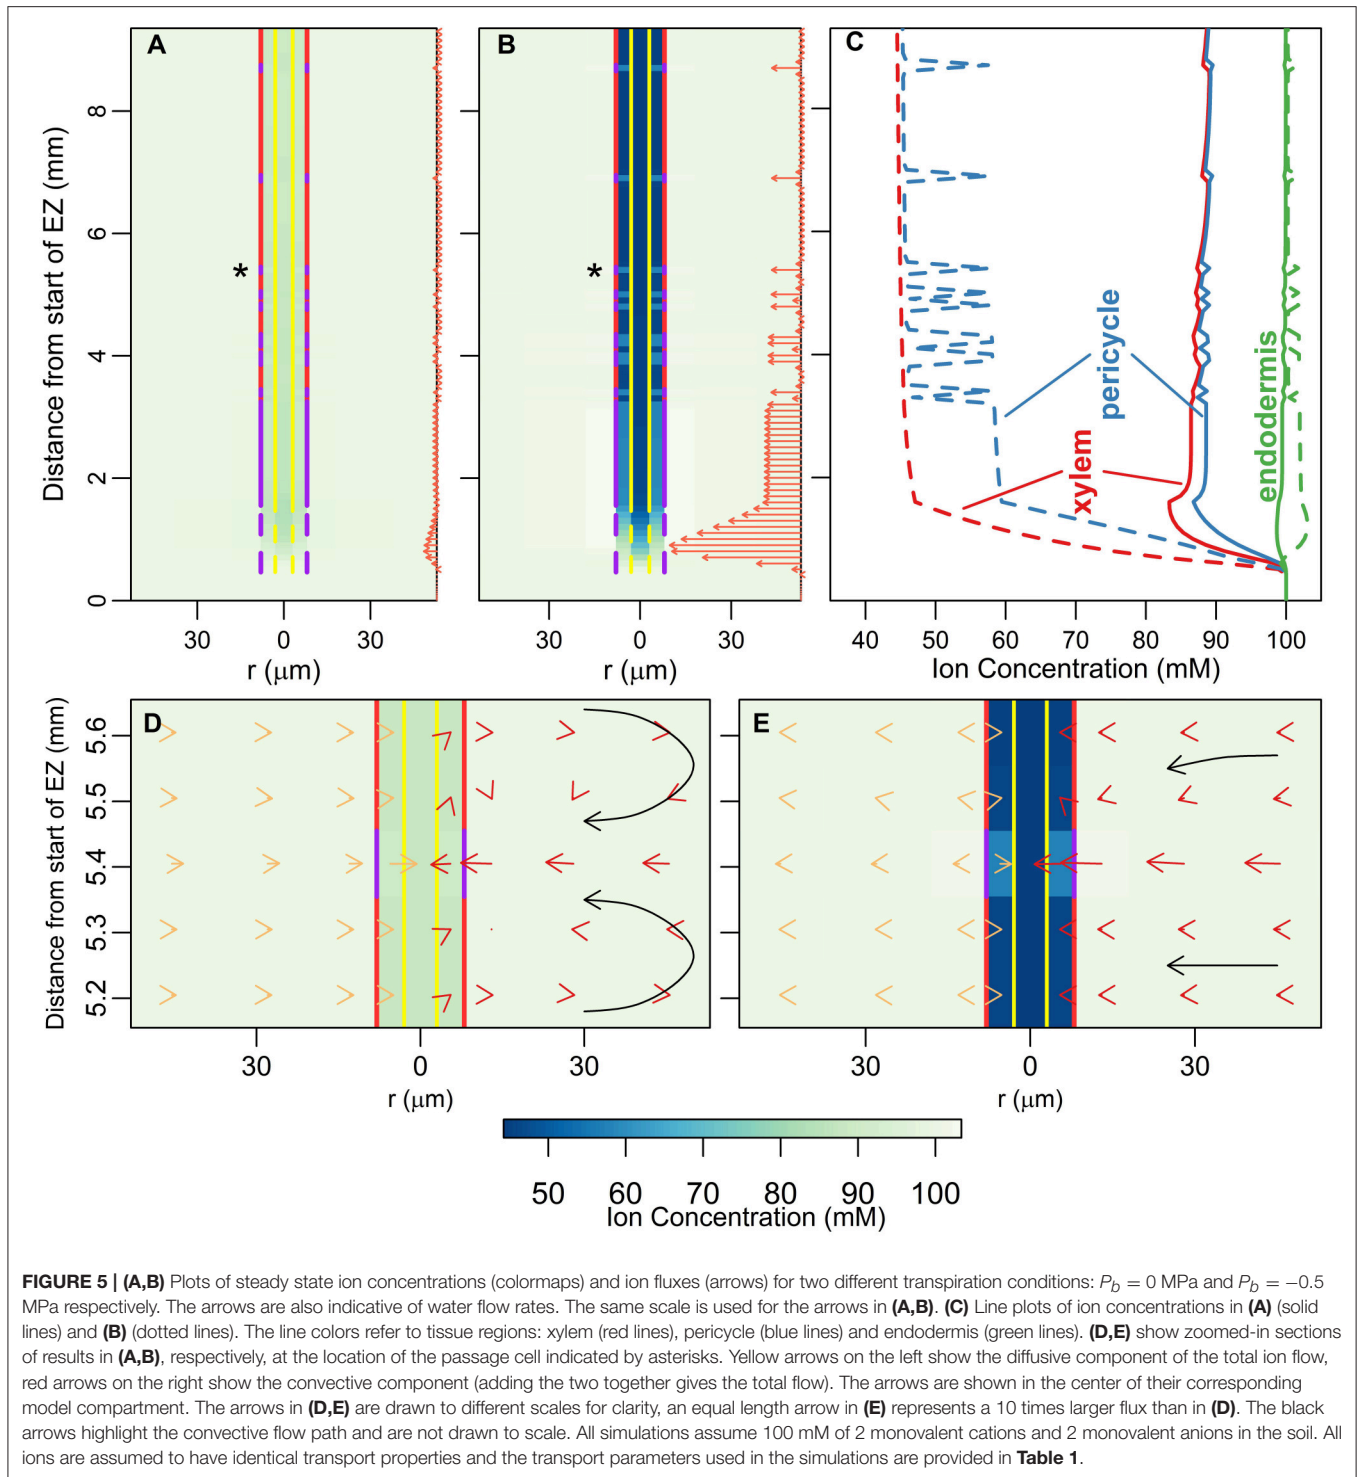 A
B
C
Distance from start of EZ (mm)
8
6
4
2
0
*
*
xylem
pericycle
endodermis
30 0 30
r (μm)
30 0 30
r (μm)
40 50 60 70 80 90 100
Ion Concentration (mM)
D
E
Distance from start of EZ (mm)
5.6
5.5
5.4
5.3
5.2
30 0 30
r (μm)
30 0 30
r (μm)
50 60 70 80 90 100
Ion Concentration (mM)
FIGURE 5 | (A,B) Plots of steady state ion concentrations (colormaps) and ion fluxes (arrows) for two different transpiration conditions: P_b = 0 MPa and P_b = −0.5
MPa respectively. The arrows are also indicative of water flow rates. The same scale is used for the arrows in (A,B). (C) Line plots of ion concentrations in (A) (solid
lines) and (B) (dotted lines). The line colors refer to tissue regions: xylem (red lines), pericycle (blue lines) and endodermis (green lines). (D,E) show zoomed-in sections
of results in (A,B), respectively, at the location of the passage cell indicated by asterisks. Yellow arrows on the left show the diffusive component of the total ion flow,
red arrows on the right show the convective component (adding the two together gives the total flow). The arrows are shown in the center of their corresponding
model compartment. The arrows in (D,E) are drawn to different scales for clarity, an equal length arrow in (E) represents a 10 times larger flux than in (D). The black
arrows highlight the convective flow path and are not drawn to scale. All simulations assume 100 mM of 2 monovalent cations and 2 monovalent anions in the soil. All
ions are assumed to have identical transport properties and the transport parameters used in the simulations are provided in Table 1.